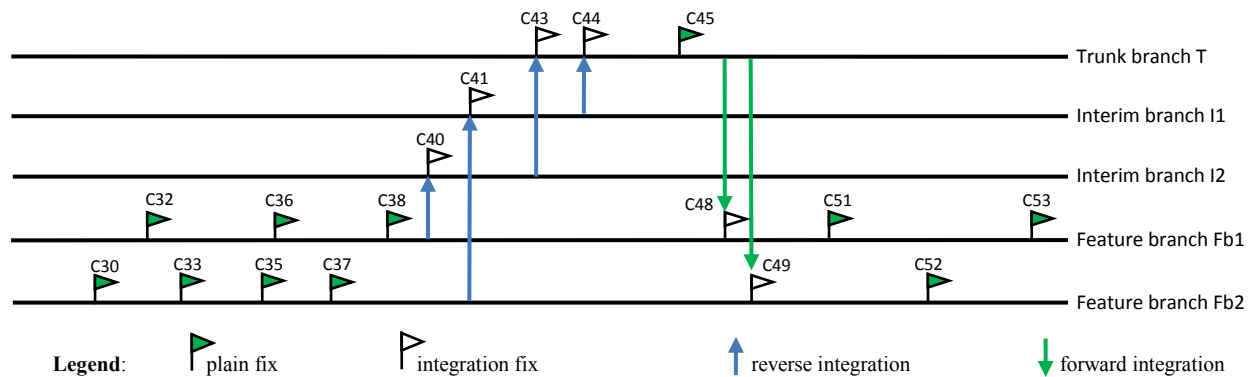 C43 C44 C45
Trunk branch T
C41
Interim branch I1
C40
Interim branch I2
C32 C36 C38 C48 C51 C53
Feature branch Fb1
C30 C33 C35 C37 C49 C52
Feature branch Fb2
Legend: plain fix integration fix reverse integration forward integration